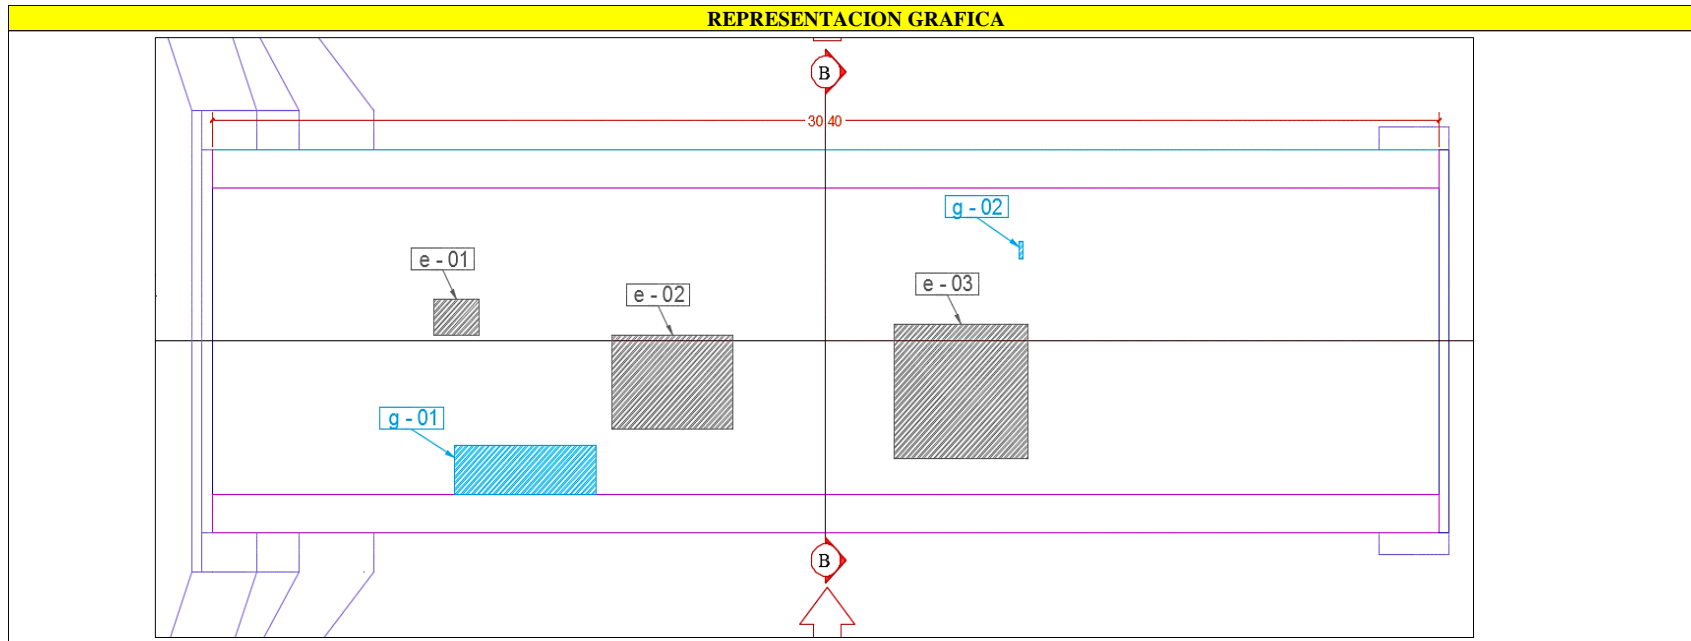 REPRESENTACION GRAFICA
B
30.40
g - 02
e - 01
e - 03
e - 02
g - 01
B